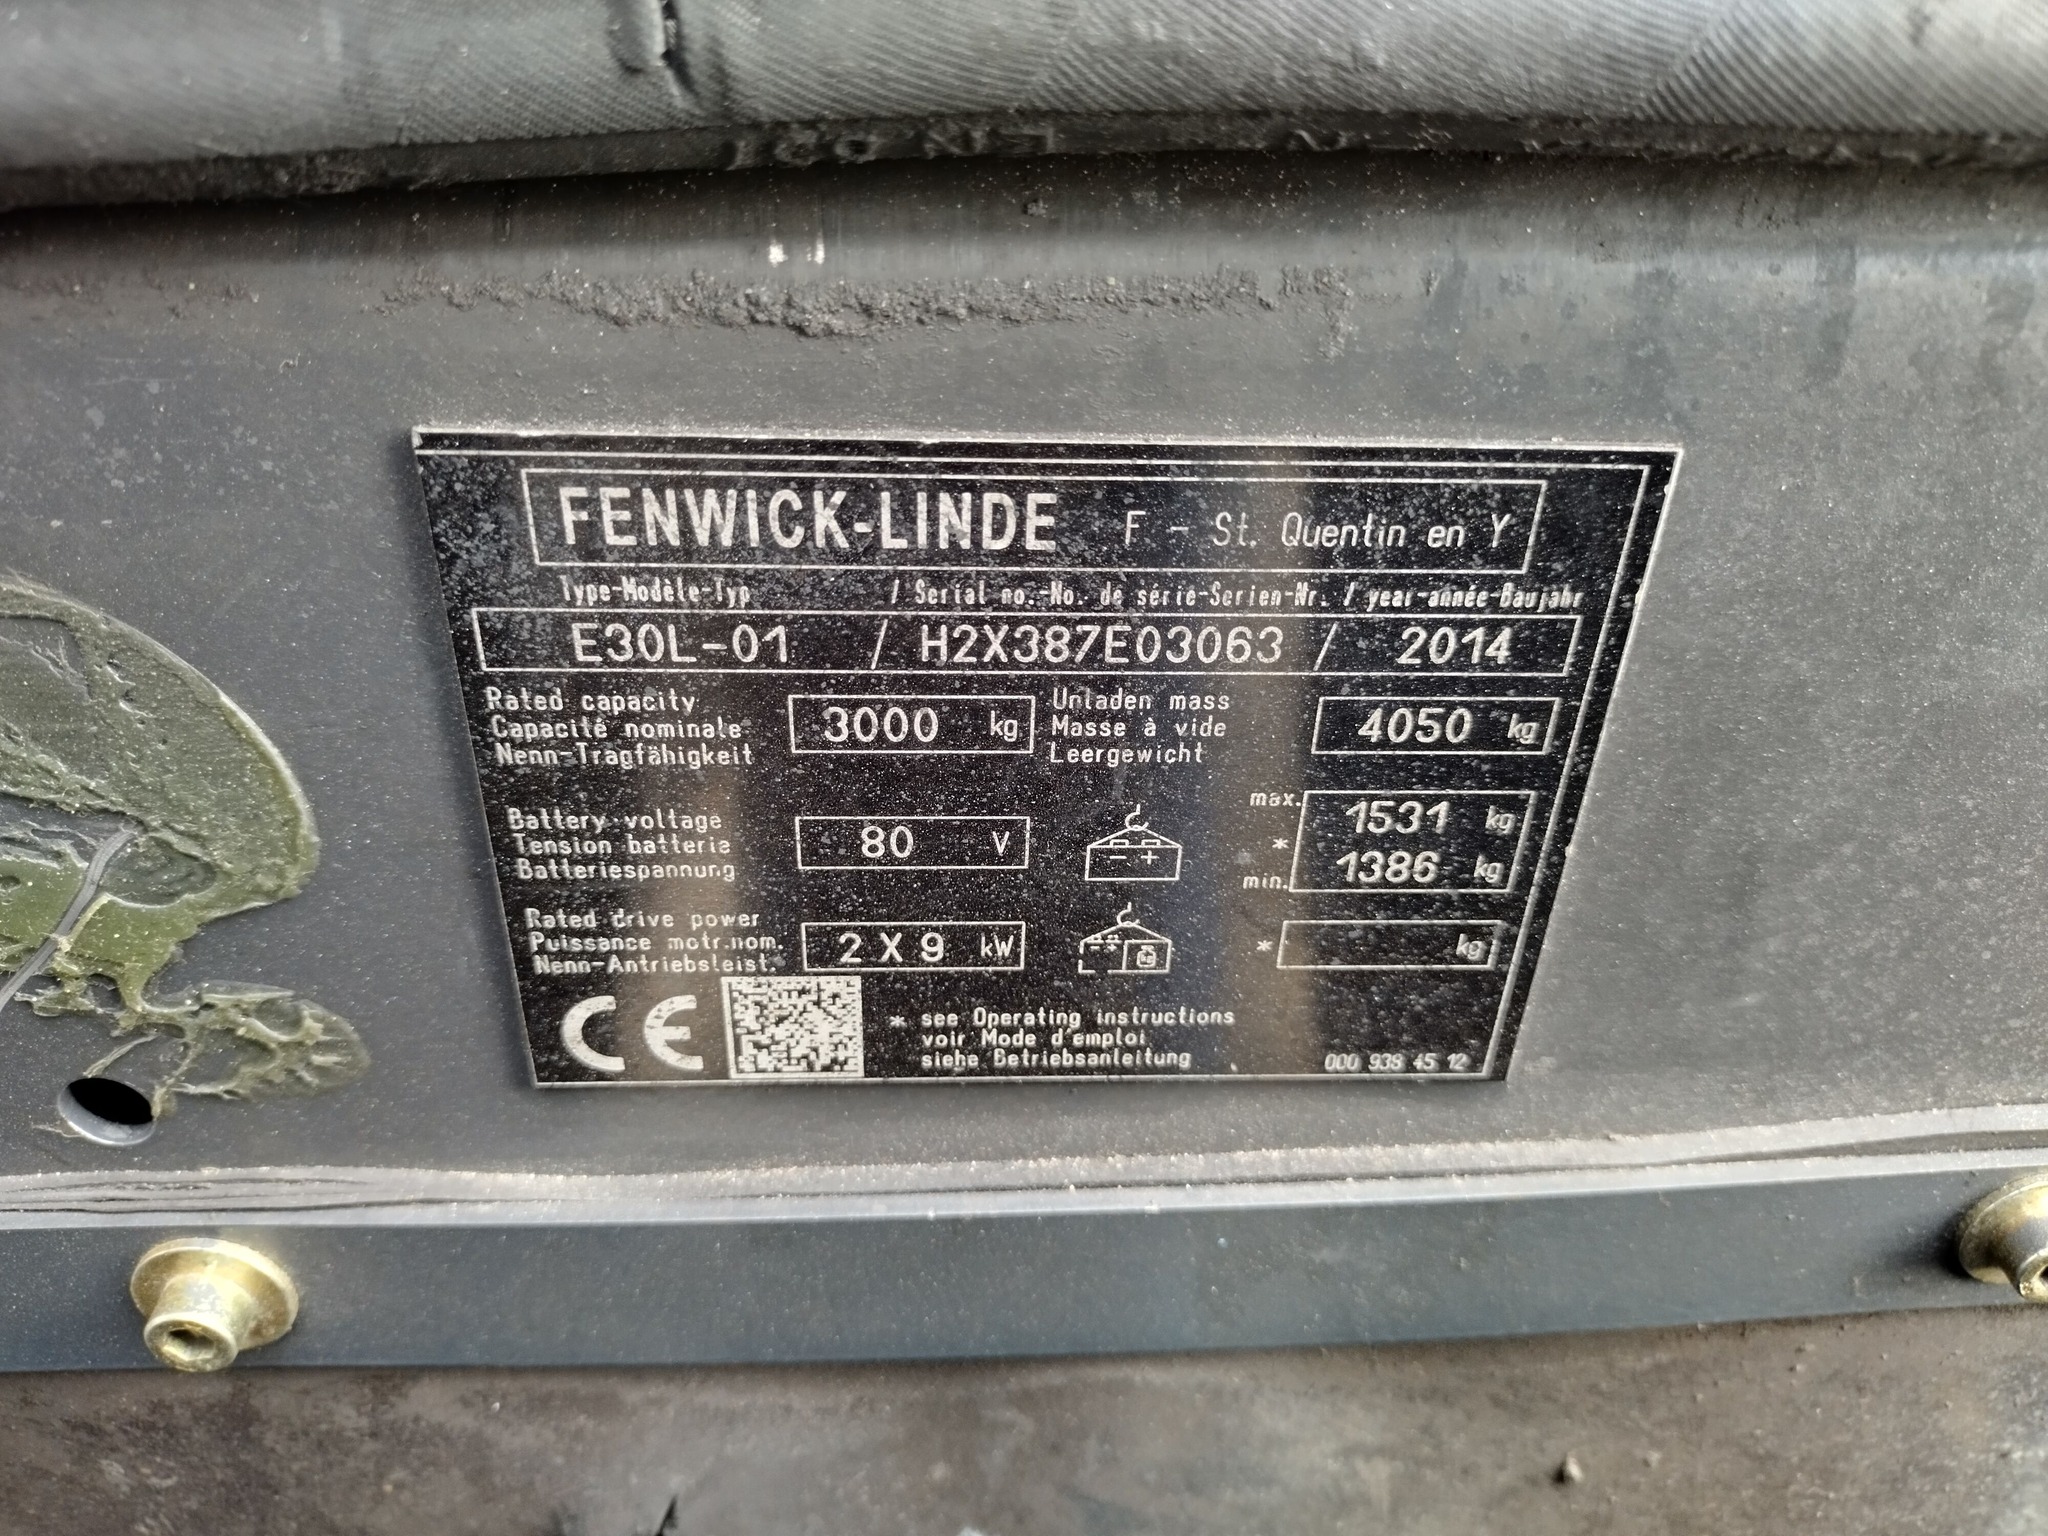 FENWICK-LINDE F - St. Quentin en Y
Type-Modèle-Typ / Serial no.-No. de série-Serien-Nr. / year-année-Baujahr
E30L-01 / H2X387E03063 / 2014
Rated capacity
Capacité nominale
Nenn-Tragfähigkeit
3000 kg
Unladen mass
Masse à vide
Leergewicht
4050 kg
Battery voltage
Tension batterie
Batteriespannung
80 V
- +
max. 1531 kg
*
min. 1386 kg
Rated drive power
Puissance motr.nom.
Nenn-Antriebsleist.
2 X 9 kW
- +
kg
* kg
CE
* see Operating instructions
voir Mode d'emploi
siehe Betriebsanleitung
000 938 45 12